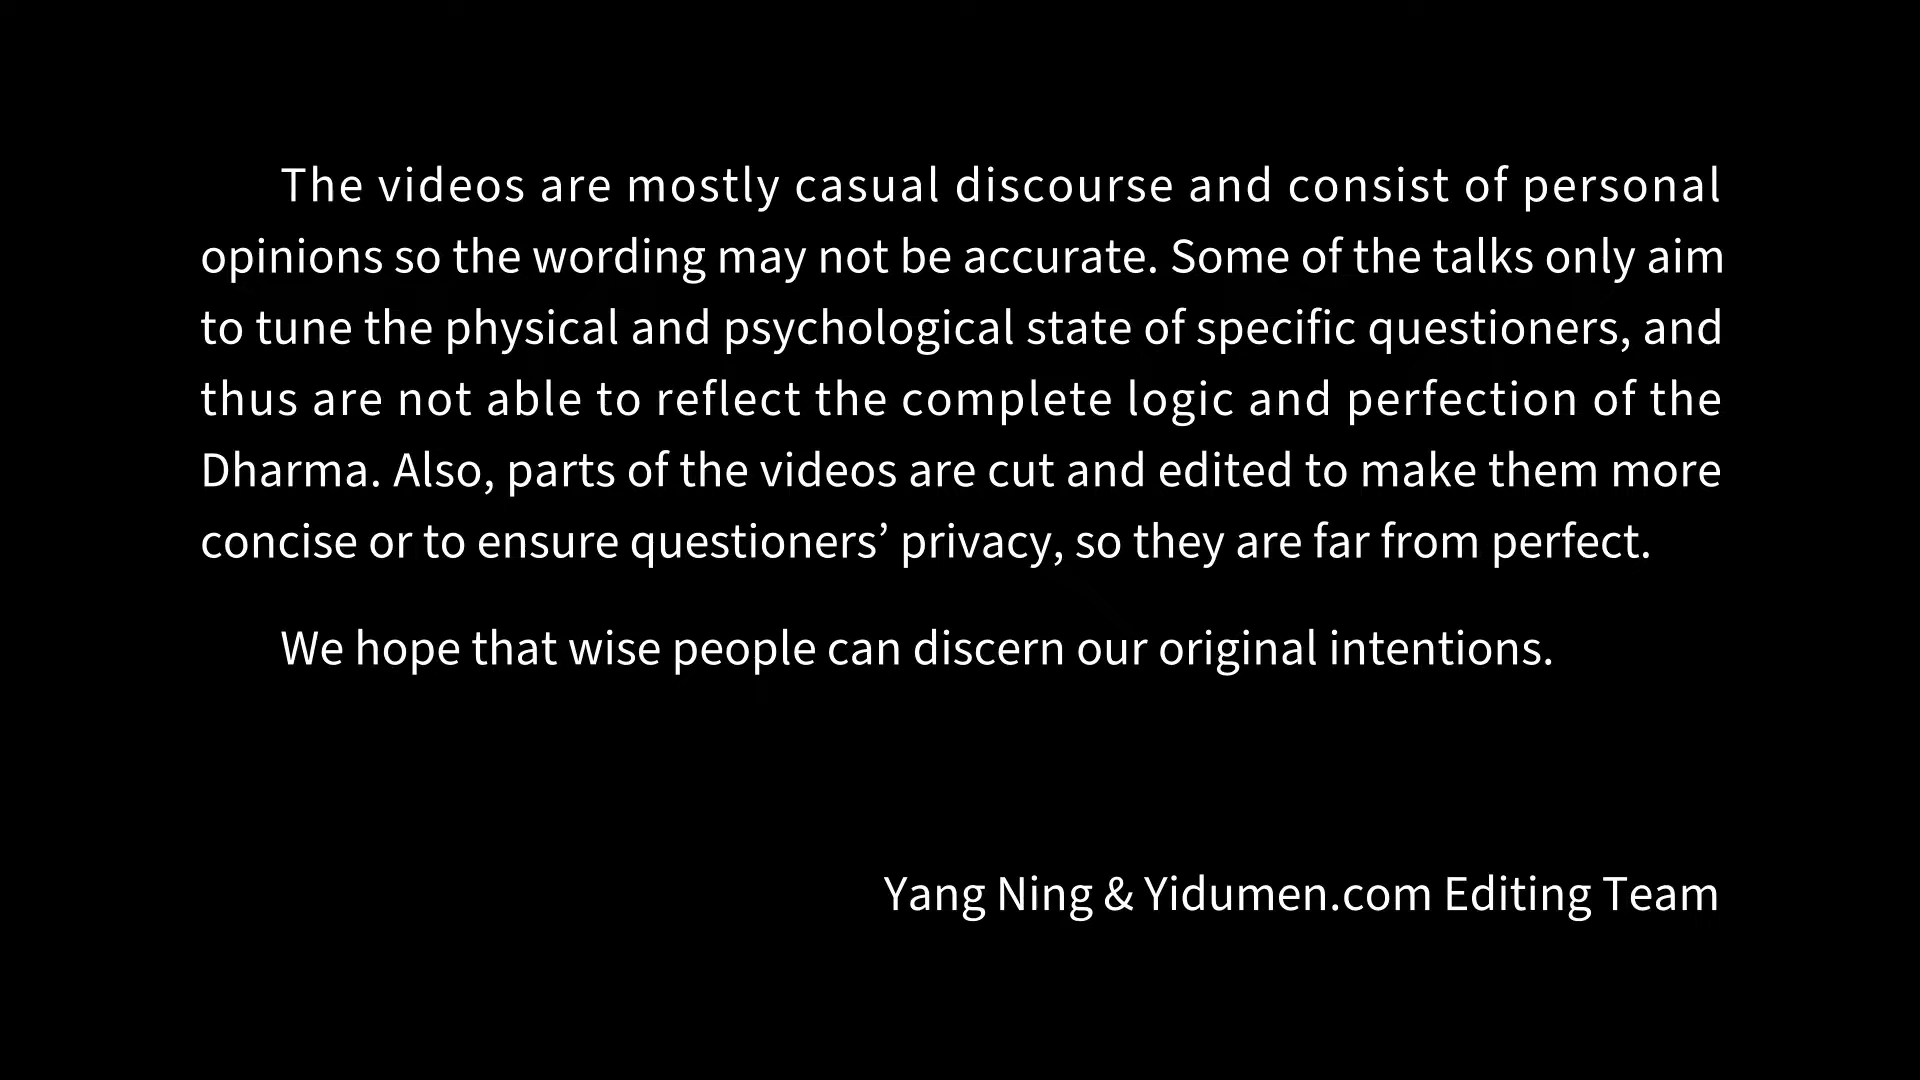 The videos are mostly casual discourse and consist of personal
opinions so the wording may not be accurate. Some of the talks only aim
to tune the physical and psychological state of specific questioners, and
thus are not able to reflect the complete logic and perfection of the
Dharma. Also, parts of the videos are cut and edited to make them more
concise or to ensure questioners’ privacy, so they are far from perfect.
We hope that wise people can discern our original intentions.
Yang Ning & Yidumen.com Editing Team